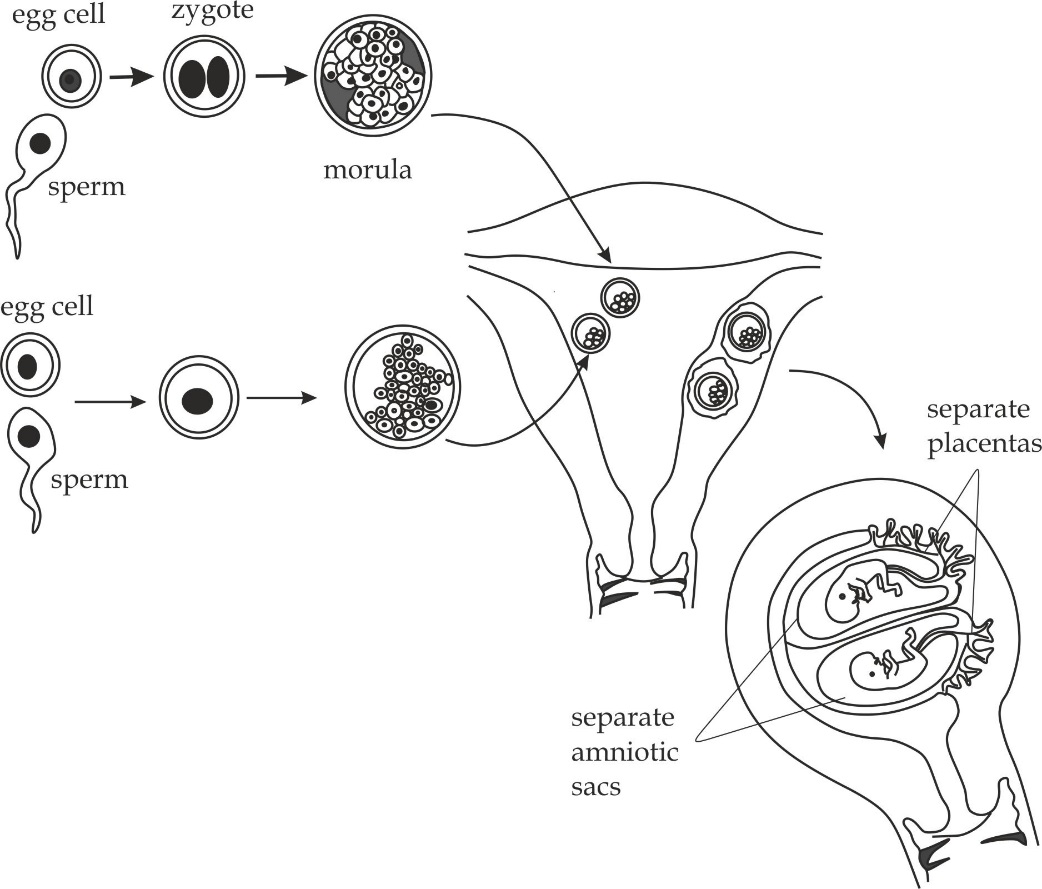 egg cell
zygote
sperm
morula
egg cell
sperm
separate
placentas
separate
amniotic
sacs